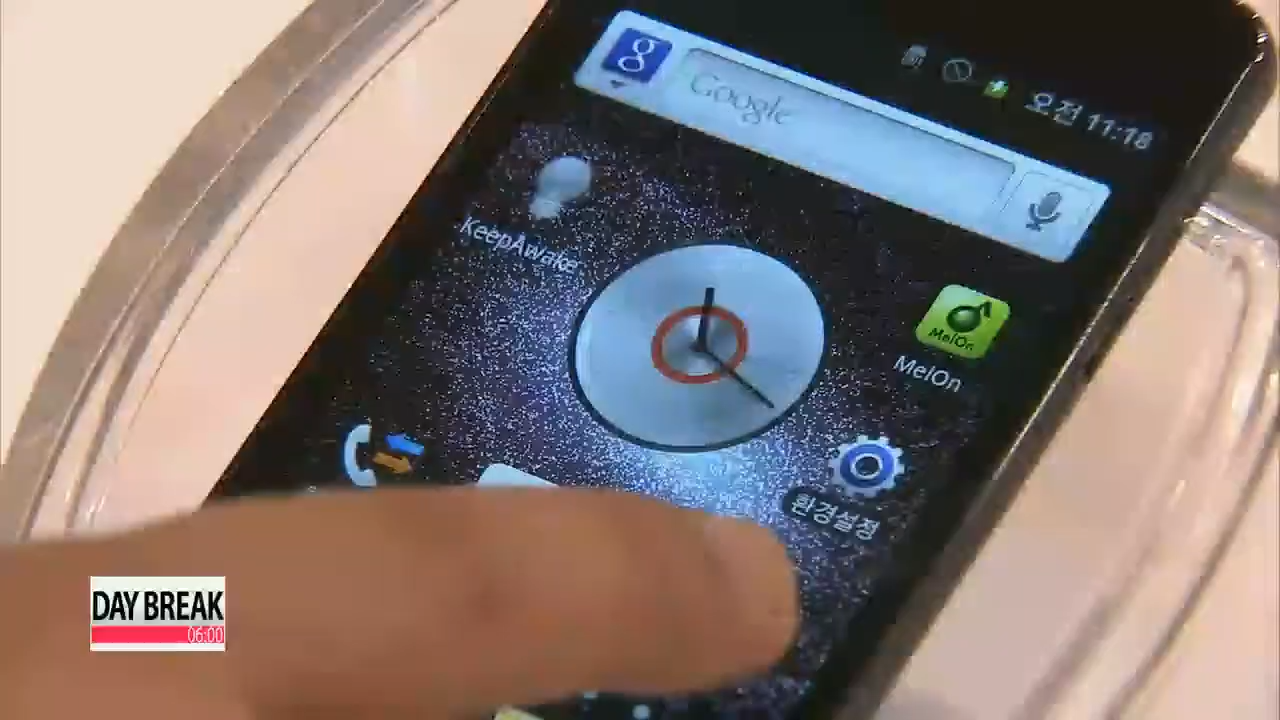 오전 11:18
g
Google
KeepAwake
MelOn
MelOn
환경설정
DAY BREAK
06:00